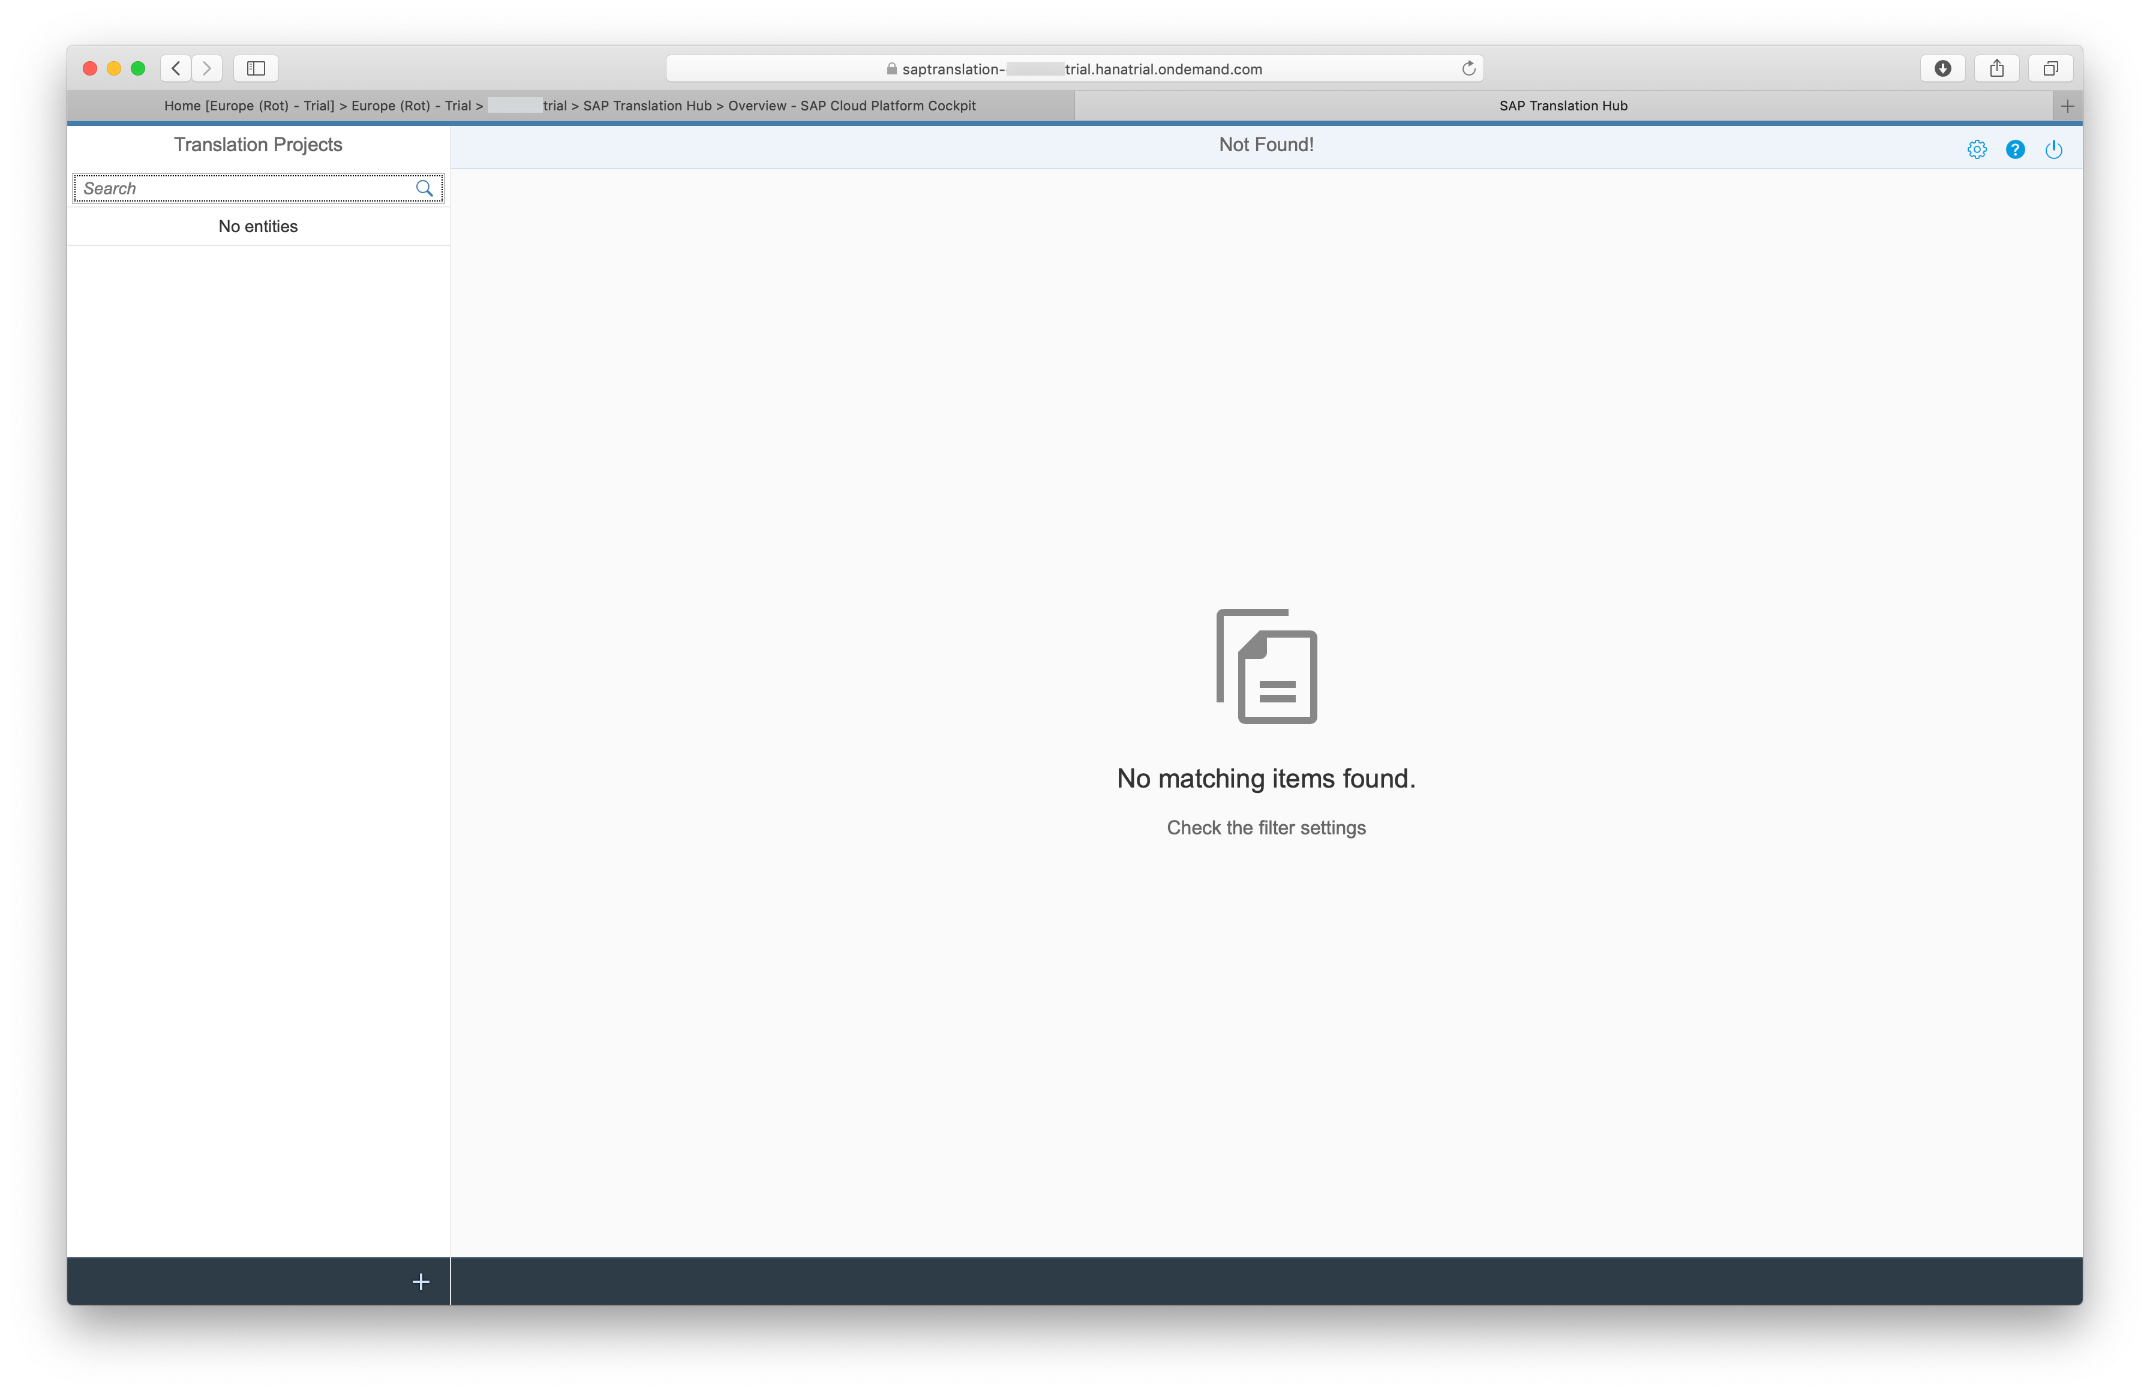 saptranslation- trial.hanatrial.ondemand.com
Home [Europe (Rot) - Trial] > Europe (Rot) - Trial > trial > SAP Translation Hub > Overview - SAP Cloud Platform Cockpit
SAP Translation Hub
Translation Projects
Not Found!
Search
No entities
No matching items found.
Check the filter settings